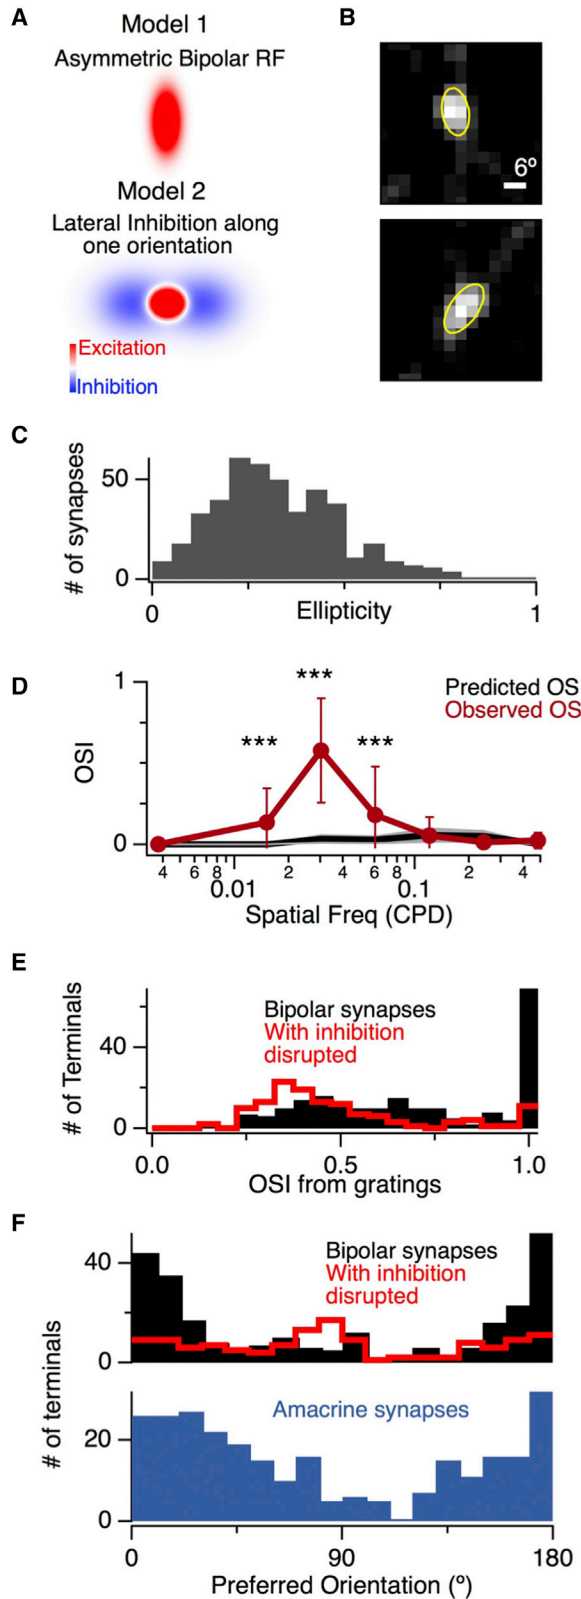 A
Model 1
Asymmetric Bipolar RF
Model 2
Lateral Inhibition along
one orientation
Excitation
Inhibition
B
6º
C
# of synapses
50
0
0
Ellipticity
1
D
OSI
1
0
***
***
***
Predicted OS
Observed OS
4 6 8 2 4 6 8 2 4
0.01 0.1
Spatial Freq (CPD)
E
# of Terminals
40
0
Bipolar synapses
With inhibition
disrupted
0.0 0.5 1.0
OSI from gratings
F
# of terminals
40
0
Bipolar synapses
With inhibition
disrupted
20
0
Amacrine synapses
0 90 180
Preferred Orientation (º)